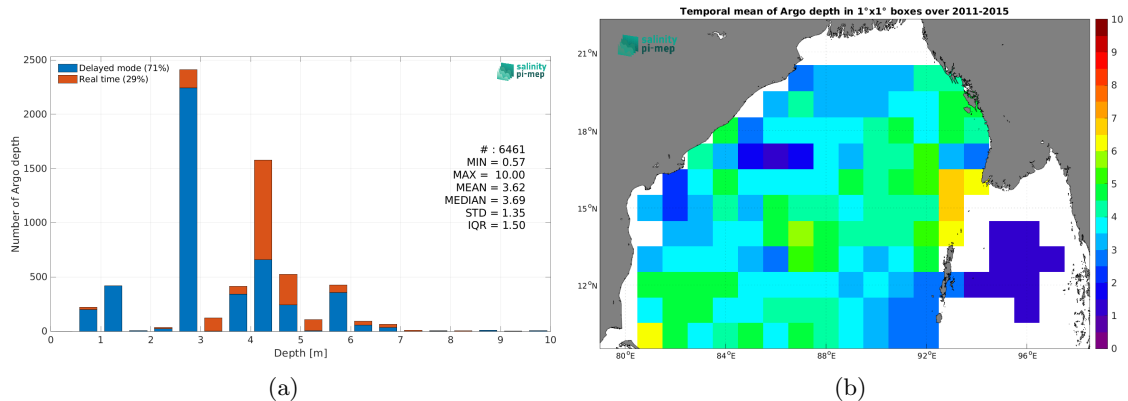 Delayed mode (71%)
Real time (29%)
salinity
pi-mep
# : 6461
MIN = 0.57
MAX = 10.00
MEAN = 3.62
MEDIAN = 3.69
STD = 1.35
IQR = 1.50
Number of Argo depth
2500
2000
1500
1000
500
0
0 1 2 3 4 5 6 7 8 9 10
Depth [m]
(a)
Temporal mean of Argo depth in 1°x1° boxes over 2011-2015
salinity
pi-mep
21°N
18°N
15°N
12°N
80°E 84°E 88°E 92°E 96°E
10
9
8
7
6
5
4
3
2
1
0
(b)